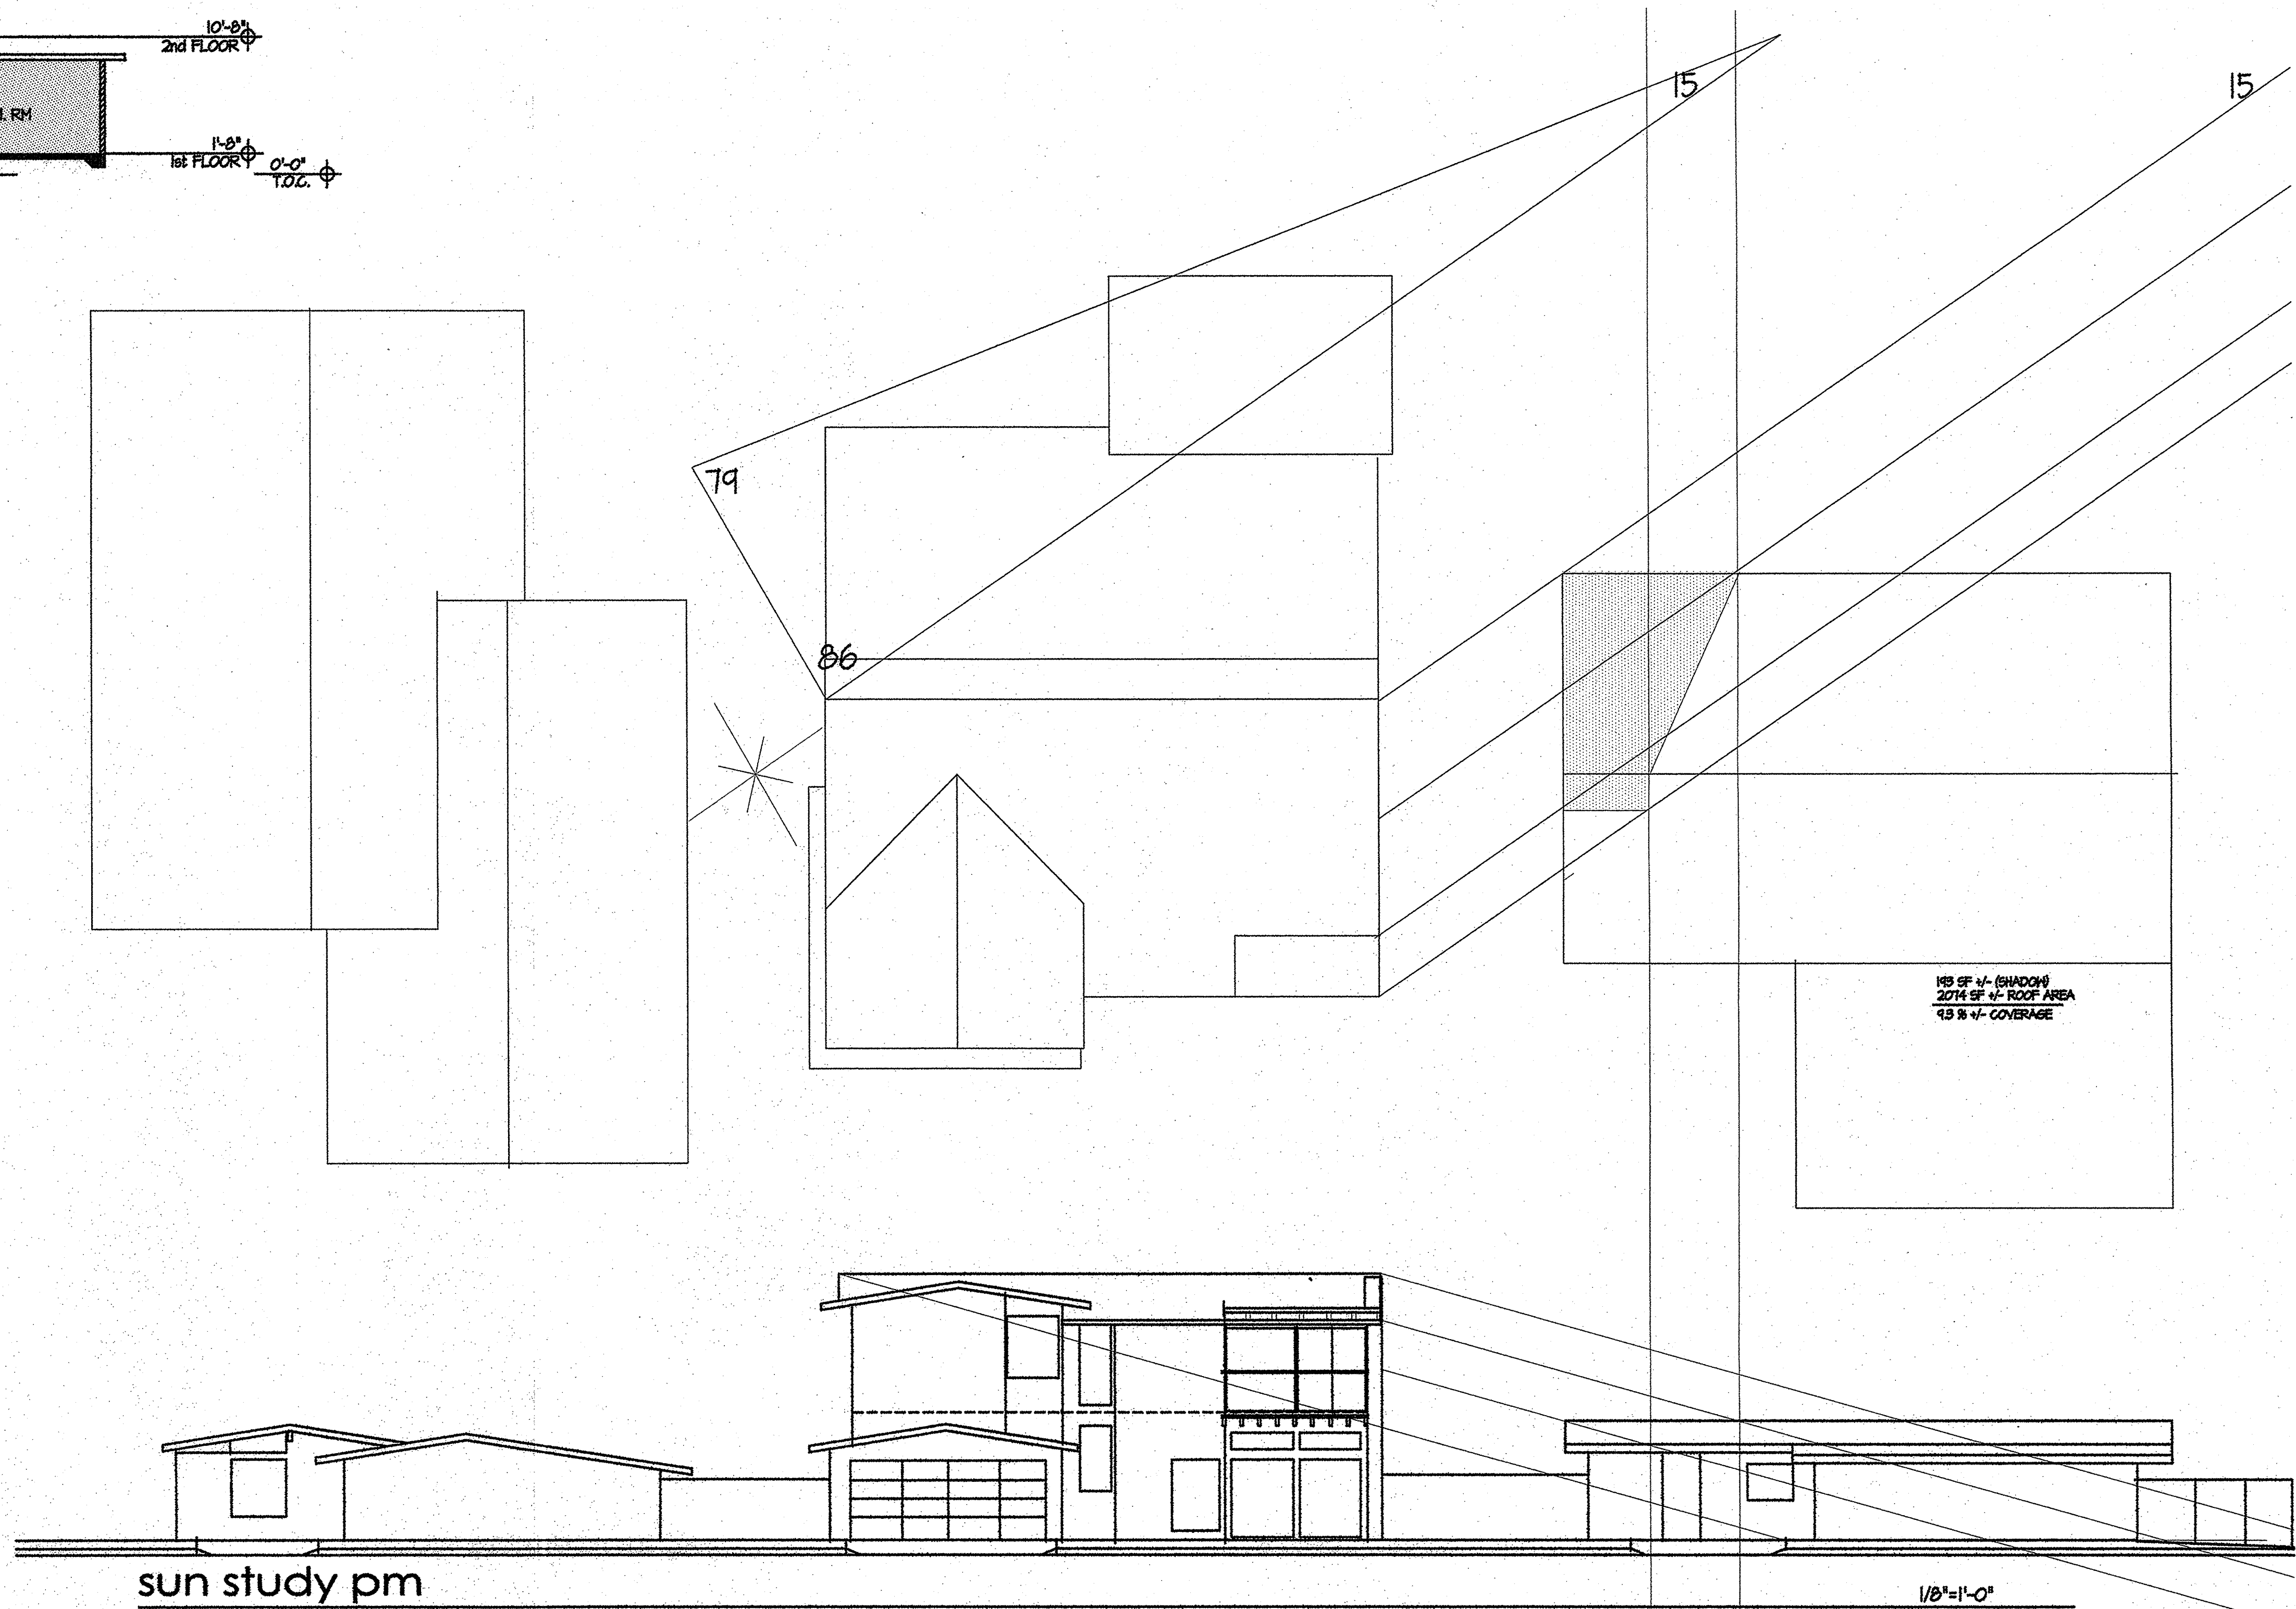 10'-8"
2nd FLOOR
. RM
1'-8"
1st FLOOR
0'-0"
T.O.C.
15
15
79
86
193 SF +/- (SHADOW)
2074 SF +/- ROOF AREA
9.3 % +/- COVERAGE
sun study pm
1/8"=1'-0"